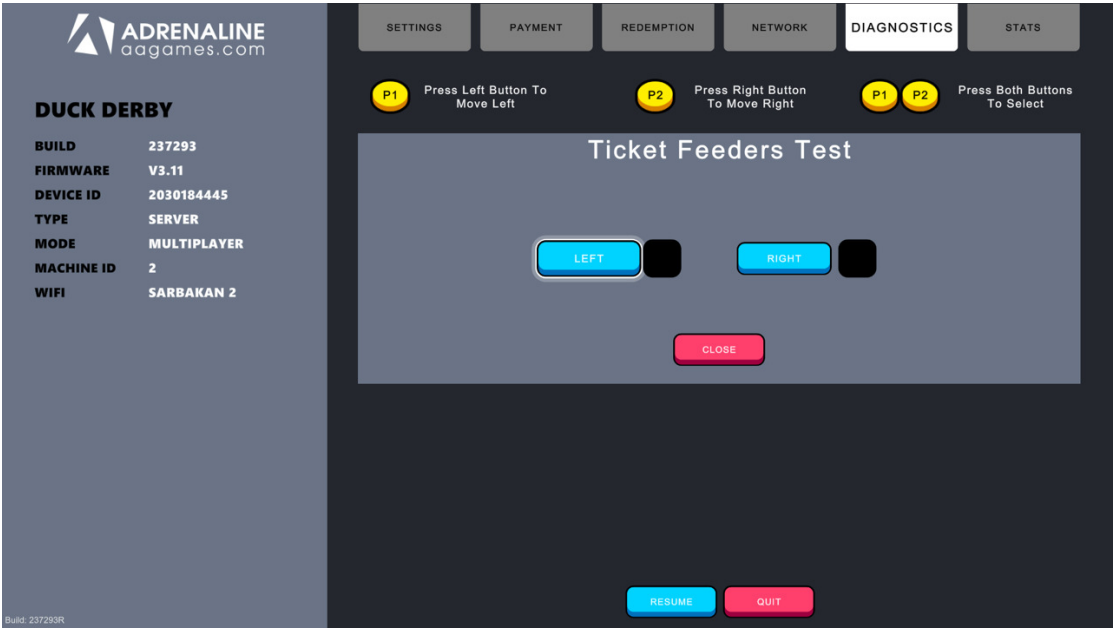 ADRENALINE
aagames.com
DUCK DERBY
BUILD 237293
FIRMWARE V3.11
DEVICE ID 2030184445
TYPE SERVER
MODE MULTIPLAYER
MACHINE ID 2
WIFI SARBAKAN 2
Build: 237293R
SETTINGS PAYMENT REDEMPTION NETWORK DIAGNOSTICS STATS
P1 Press Left Button To
Move Left
P2 Press Right Button
To Move Right
P1 P2 Press Both Buttons
To Select
Ticket Feeders Test
LEFT RIGHT
CLOSE
RESUME QUIT